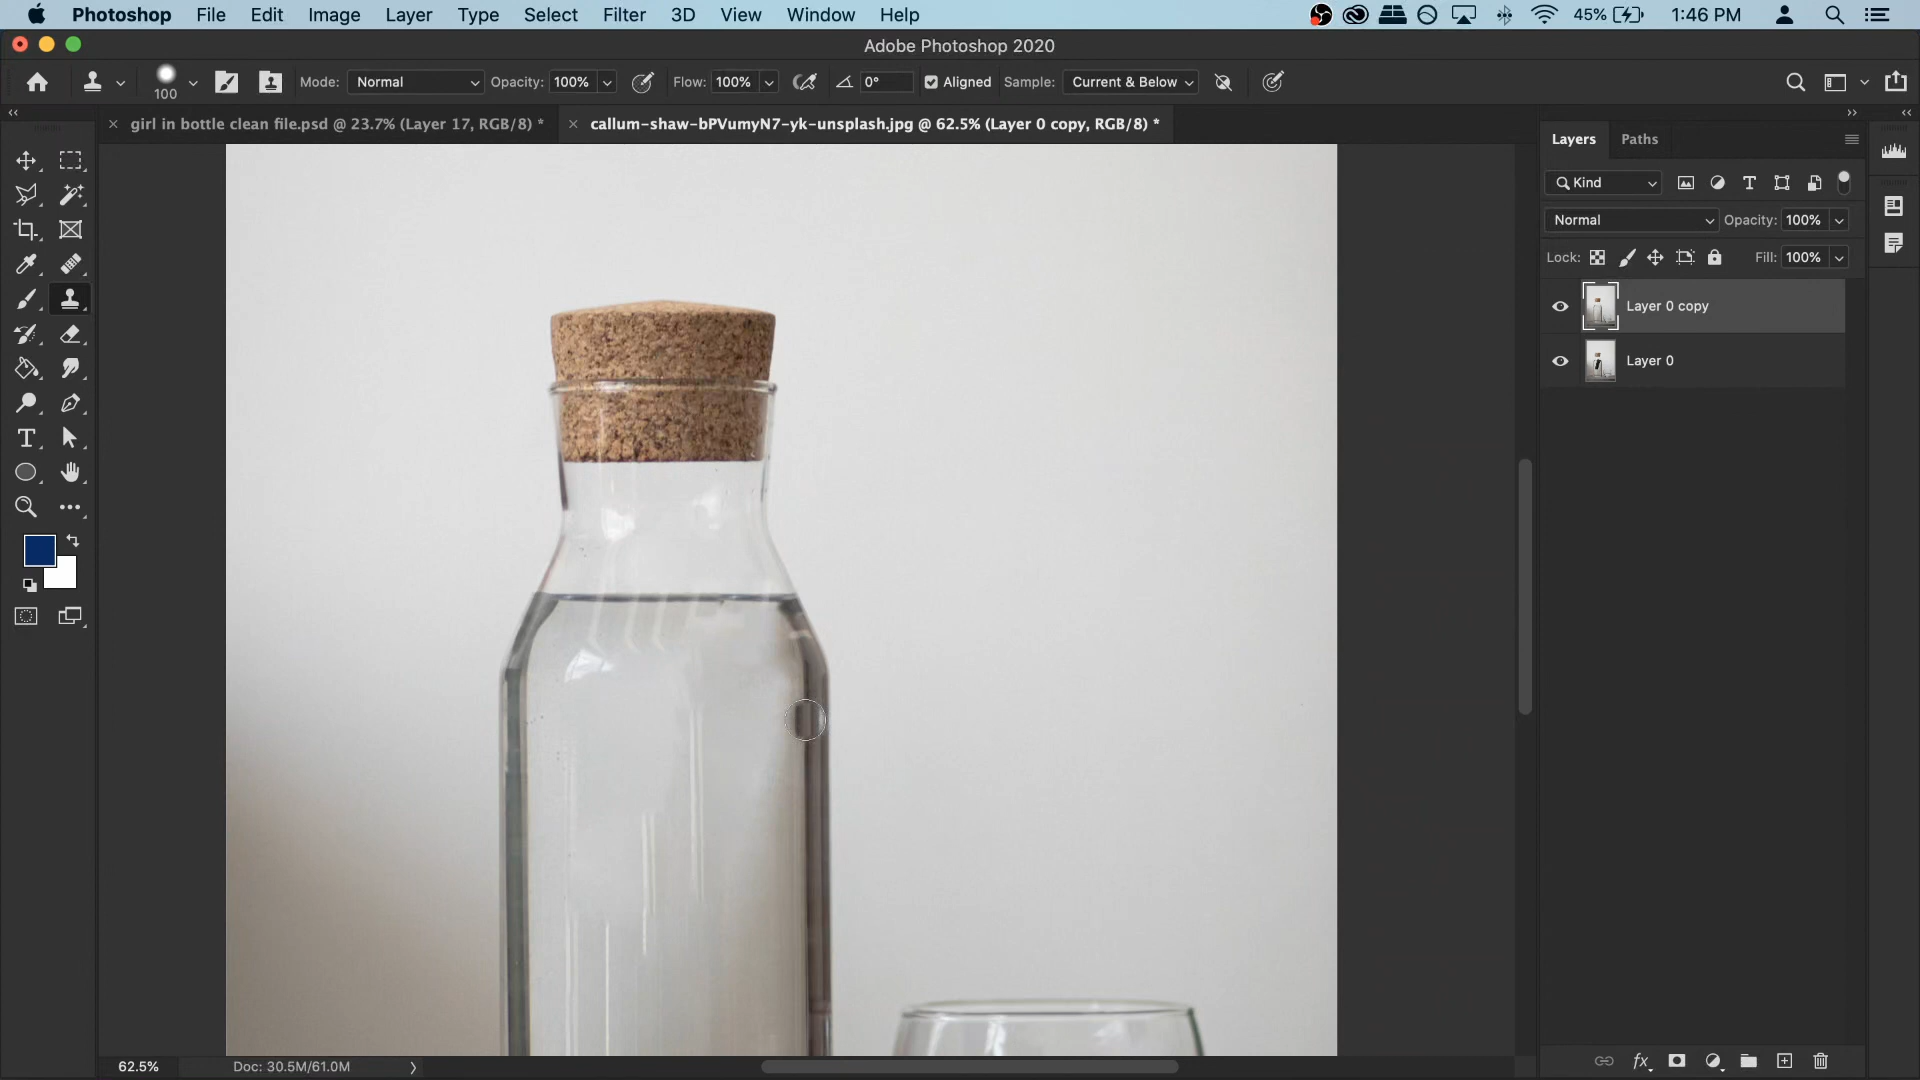 Photoshop File Edit Image Layer Type Select Filter 3D View Window Help 45% 1:46 PM
Adobe Photoshop 2020
100 Mode: Normal Opacity: 100% Flow: 100% 0° Aligned Sample: Current & Below
girl in bottle clean file.psd @ 23.7% (Layer 17, RGB/8) * callum-shaw-bPVumyN7-yk-unsplash.jpg @ 62.5% (Layer 0 copy, RGB/8) *
Layers Paths
Kind
Normal Opacity: 100%
Lock: Fill: 100%
Layer 0 copy
Layer 0
62.5% Doc: 30.5M/61.0M
fx